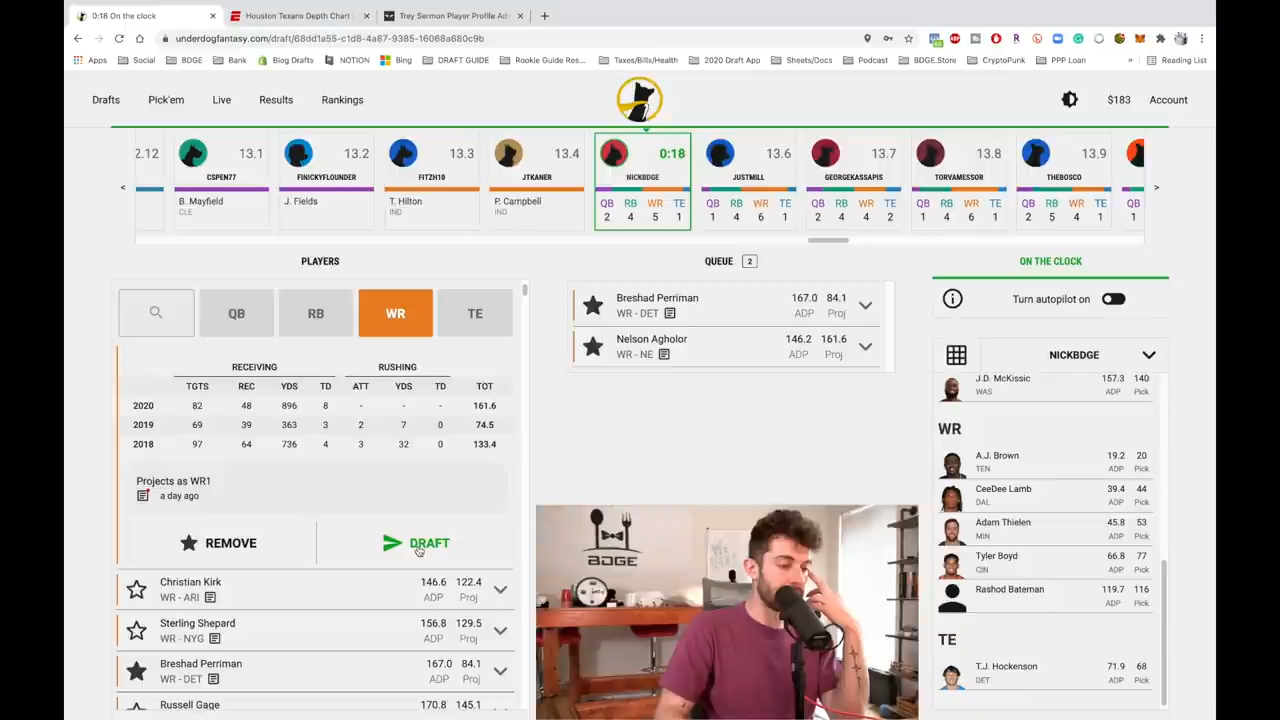 0:18 On the clock
Houston Texans Depth Chart
Trey Sermon Player Profile Ad
underdogfantasy.com/draft/68dd1a55-c1d8-4a87-9385-16068a680c9b
Apps Social BDGE Bank Blog Drafts NOTION Bing DRAFT GUIDE Rookie Guide Res... Taxes/Bills/Health 2020 Draft App Sheets/Docs Podcast BDGE.Store CryptoPunk PPP Loan » Reading List
Drafts Pick'em Live Results Rankings $183 Account
2.12 13.1 13.2 13.3 13.4 0:18 13.6 13.7 13.8 13.9
CSPEN77 FINICKYFLOUNDER FITZH10 JTKANER NICKBDGE JUSTMILL GEORGEKASSAPIS TORVAMESSOR THEBOSCO
B. Mayfield J. Fields T. Hilton P. Campbell QB RB WR TE QB RB WR TE QB RB WR TE QB RB WR TE QB RB WR TE QB
CLE IND IND 2 4 5 1 1 4 6 1 2 4 4 2 1 4 6 1 2 5 4 1 1
< >
PLAYERS
QB RB WR TE
RECEIVING RUSHING
TGTS REC YDS TD ATT YDS TD TOT
2020 82 48 896 8 - - - 161.6
2019 69 39 363 3 2 7 0 74.5
2018 97 64 736 4 3 32 0 133.4
Projects as WR1
a day ago
REMOVE DRAFT
Christian Kirk 146.6 122.4
WR - ARI ADP Proj
Sterling Shepard 156.8 129.5
WR - NYG ADP Proj
Breshad Perriman 167.0 84.1
WR - DET ADP Proj
Russell Gage 170.8 145.1
QUEUE 2
Breshad Perriman 167.0 84.1
WR - DET ADP Proj
Nelson Agholor 146.2 161.6
WR - NE ADP Proj
BDGE
ON THE CLOCK
Turn autopilot on
NICKBDGE
J.D. McKissic 157.3 140
WAS ADP Pick
WR
A.J. Brown 19.2 20
TEN ADP Pick
CeeDee Lamb 39.4 44
DAL ADP Pick
Adam Thielen 45.8 53
MIN ADP Pick
Tyler Boyd 66.8 77
CIN ADP Pick
Rashod Bateman 119.7 116
ADP Pick
TE
T.J. Hockenson 71.9 68
DET ADP Pick